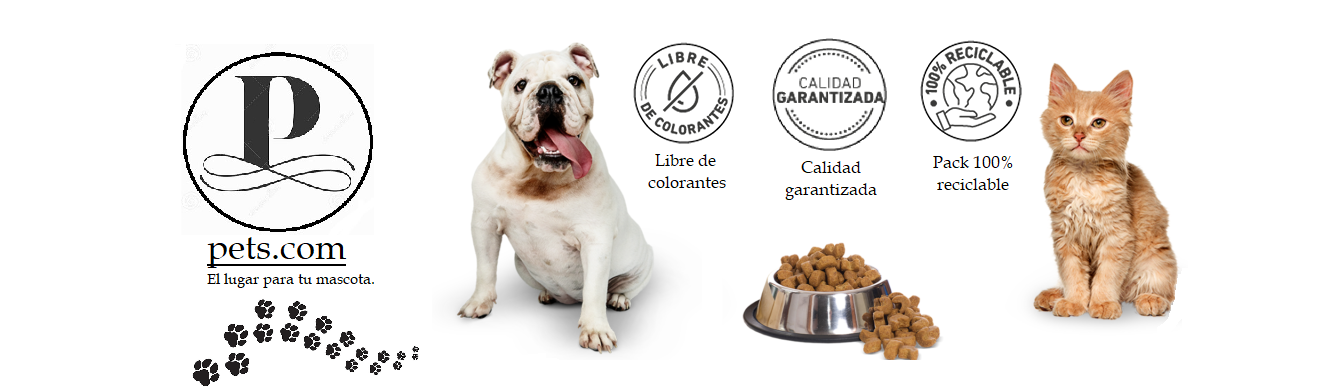 P
pets.com
El lugar para tu mascota.
LIBRE
DE COLORANTES
Libre de
colorantes
CALIDAD
GARANTIZADA
Calidad
garantizada
100% RECICLABLE
Pack 100%
reciclable